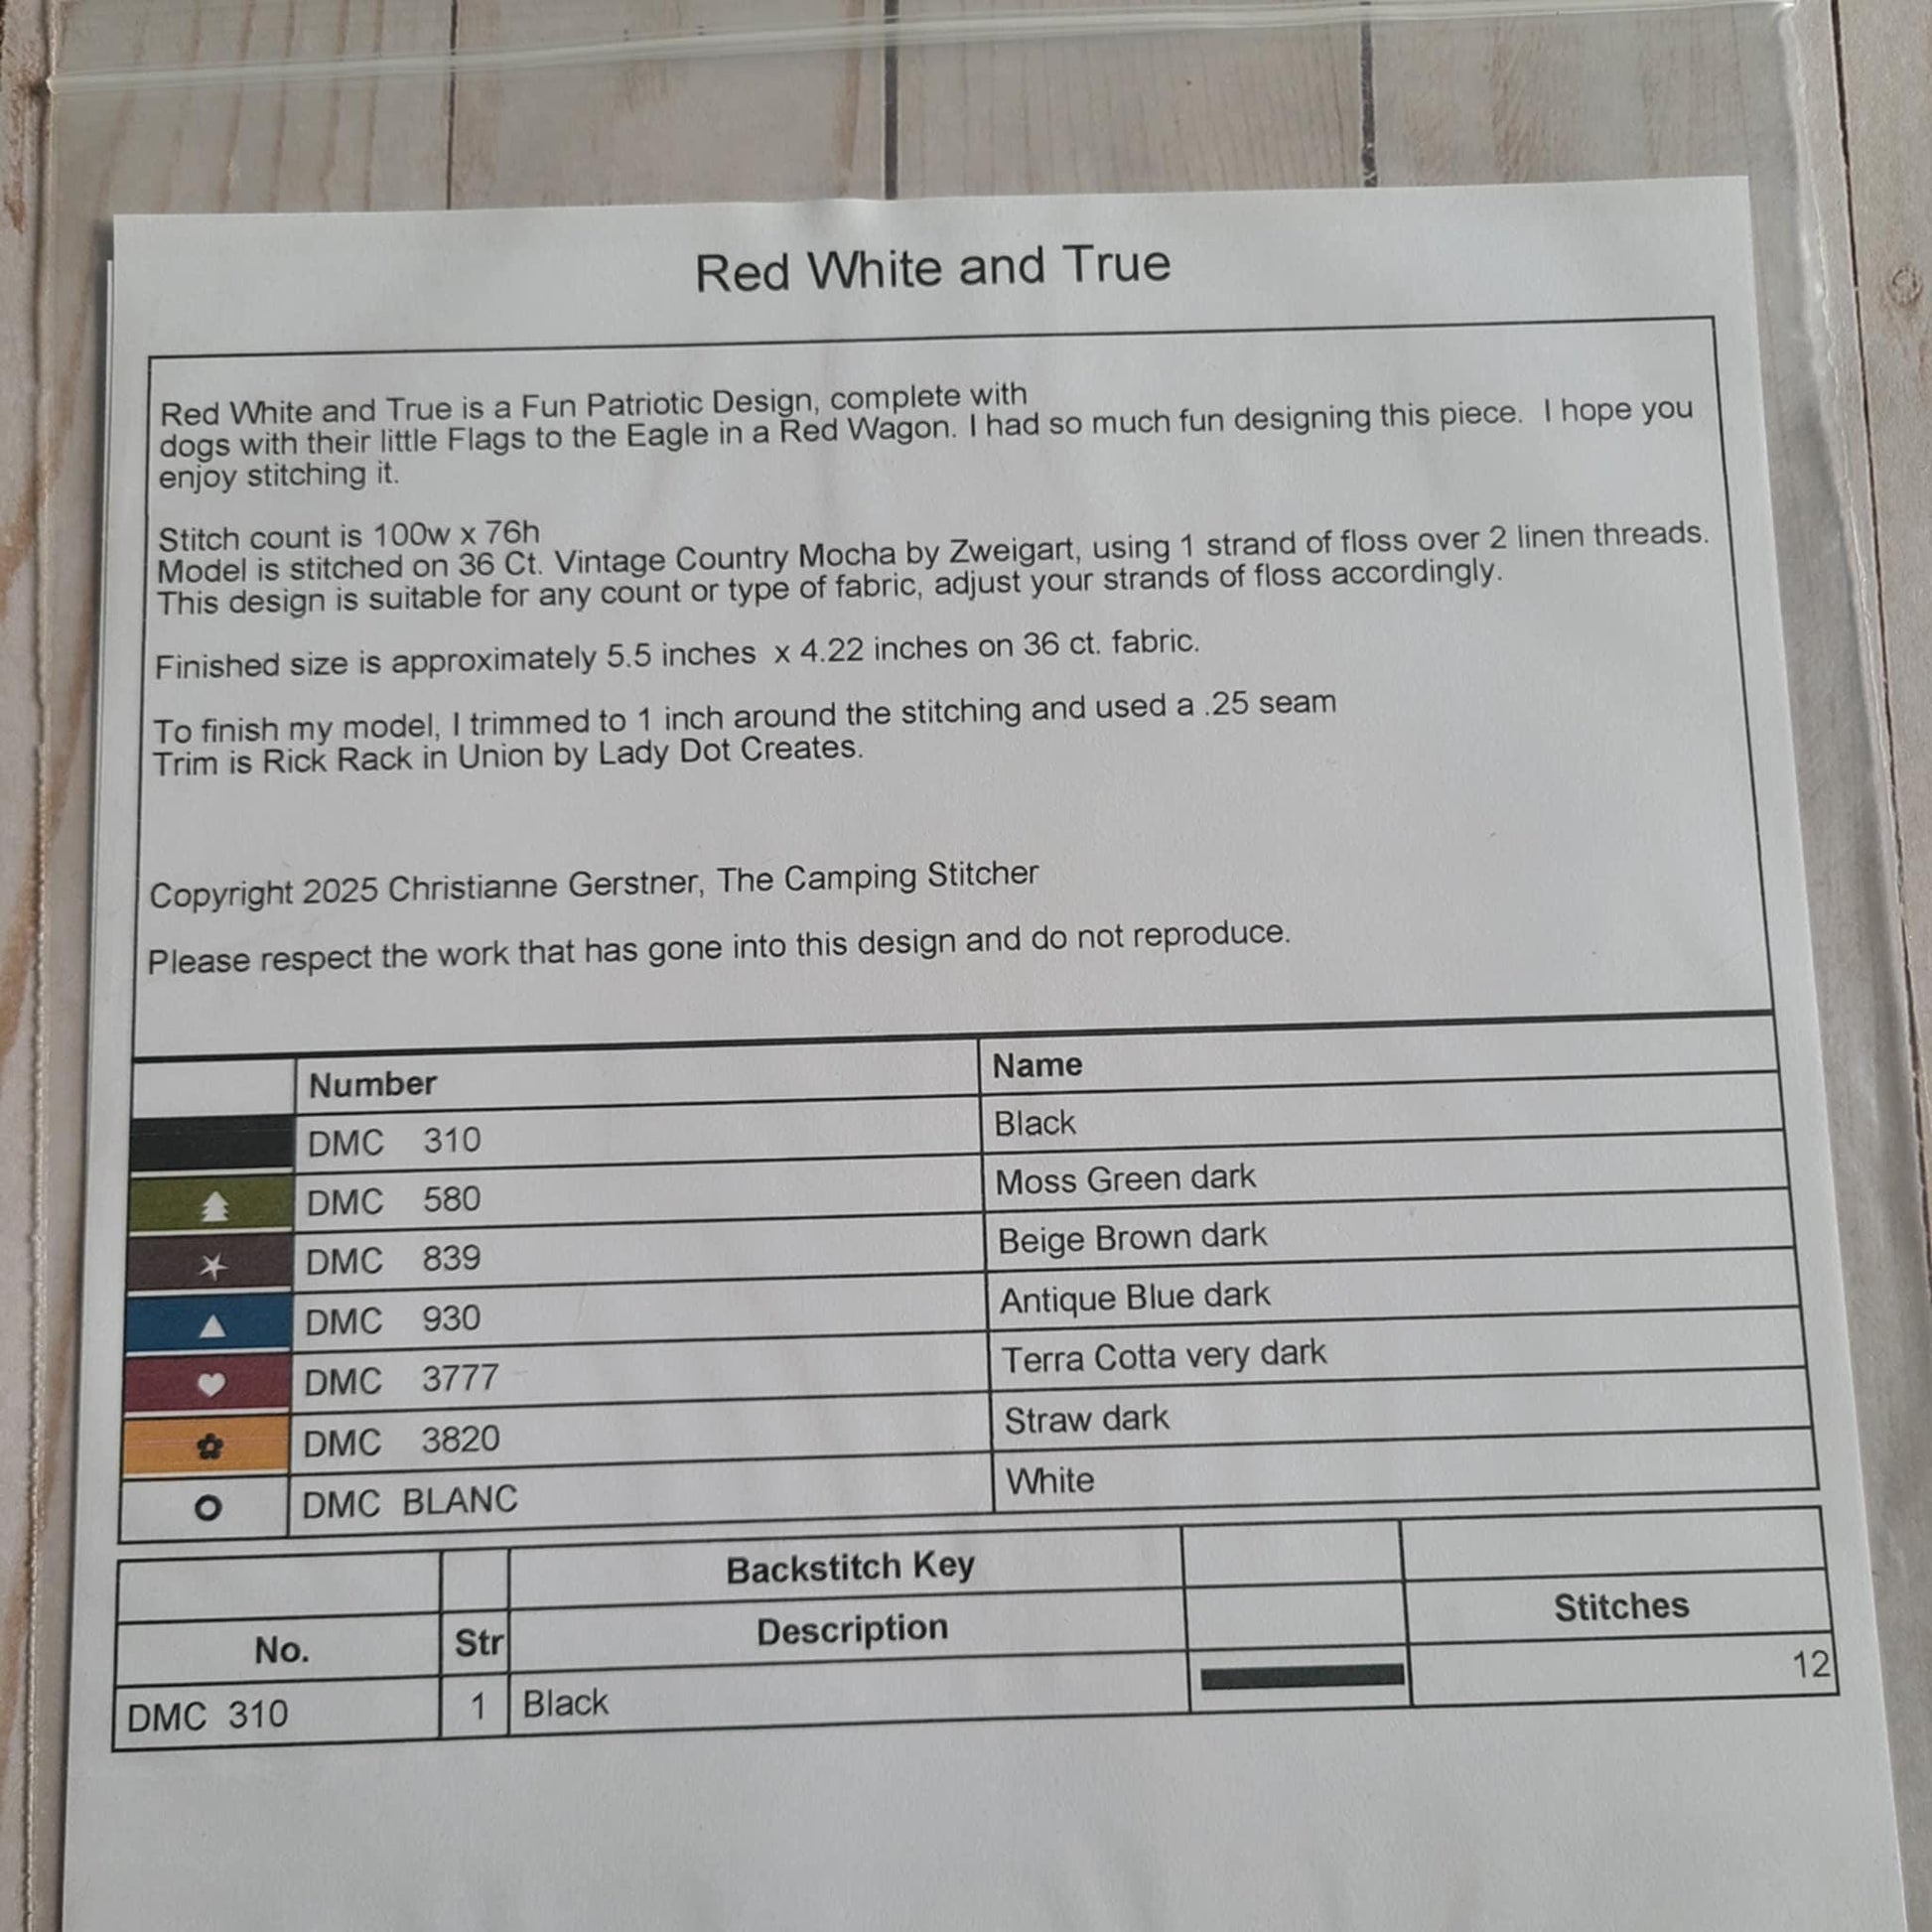 Red White and True
Red White and True is a Fun Patriotic Design, complete with
dogs with their little Flags to the Eagle in a Red Wagon. I had so much fun designing this piece. I hope you
enjoy stitching it.
Stitch count is 100w x 76h
Model is stitched on 36 Ct. Vintage Country Mocha by Zweigart, using 1 strand of floss over 2 linen threads.
This design is suitable for any count or type of fabric, adjust your strands of floss accordingly.
Finished size is approximately 5.5 inches x 4.22 inches on 36 ct. fabric.
To finish my model, I trimmed to 1 inch around the stitching and used a .25 seam
Trim is Rick Rack in Union by Lady Dot Creates.
Copyright 2025 Christianne Gerstner, The Camping Stitcher
Please respect the work that has gone into this design and do not reproduce.
Number Name
DMC 310 Black
DMC 580 Moss Green dark
DMC 839 Beige Brown dark
DMC 930 Antique Blue dark
DMC 3777 Terra Cotta very dark
DMC 3820 Straw dark
DMC BLANC White
Backstitch Key
No. Str Description Stitches
DMC 310 1 Black 12